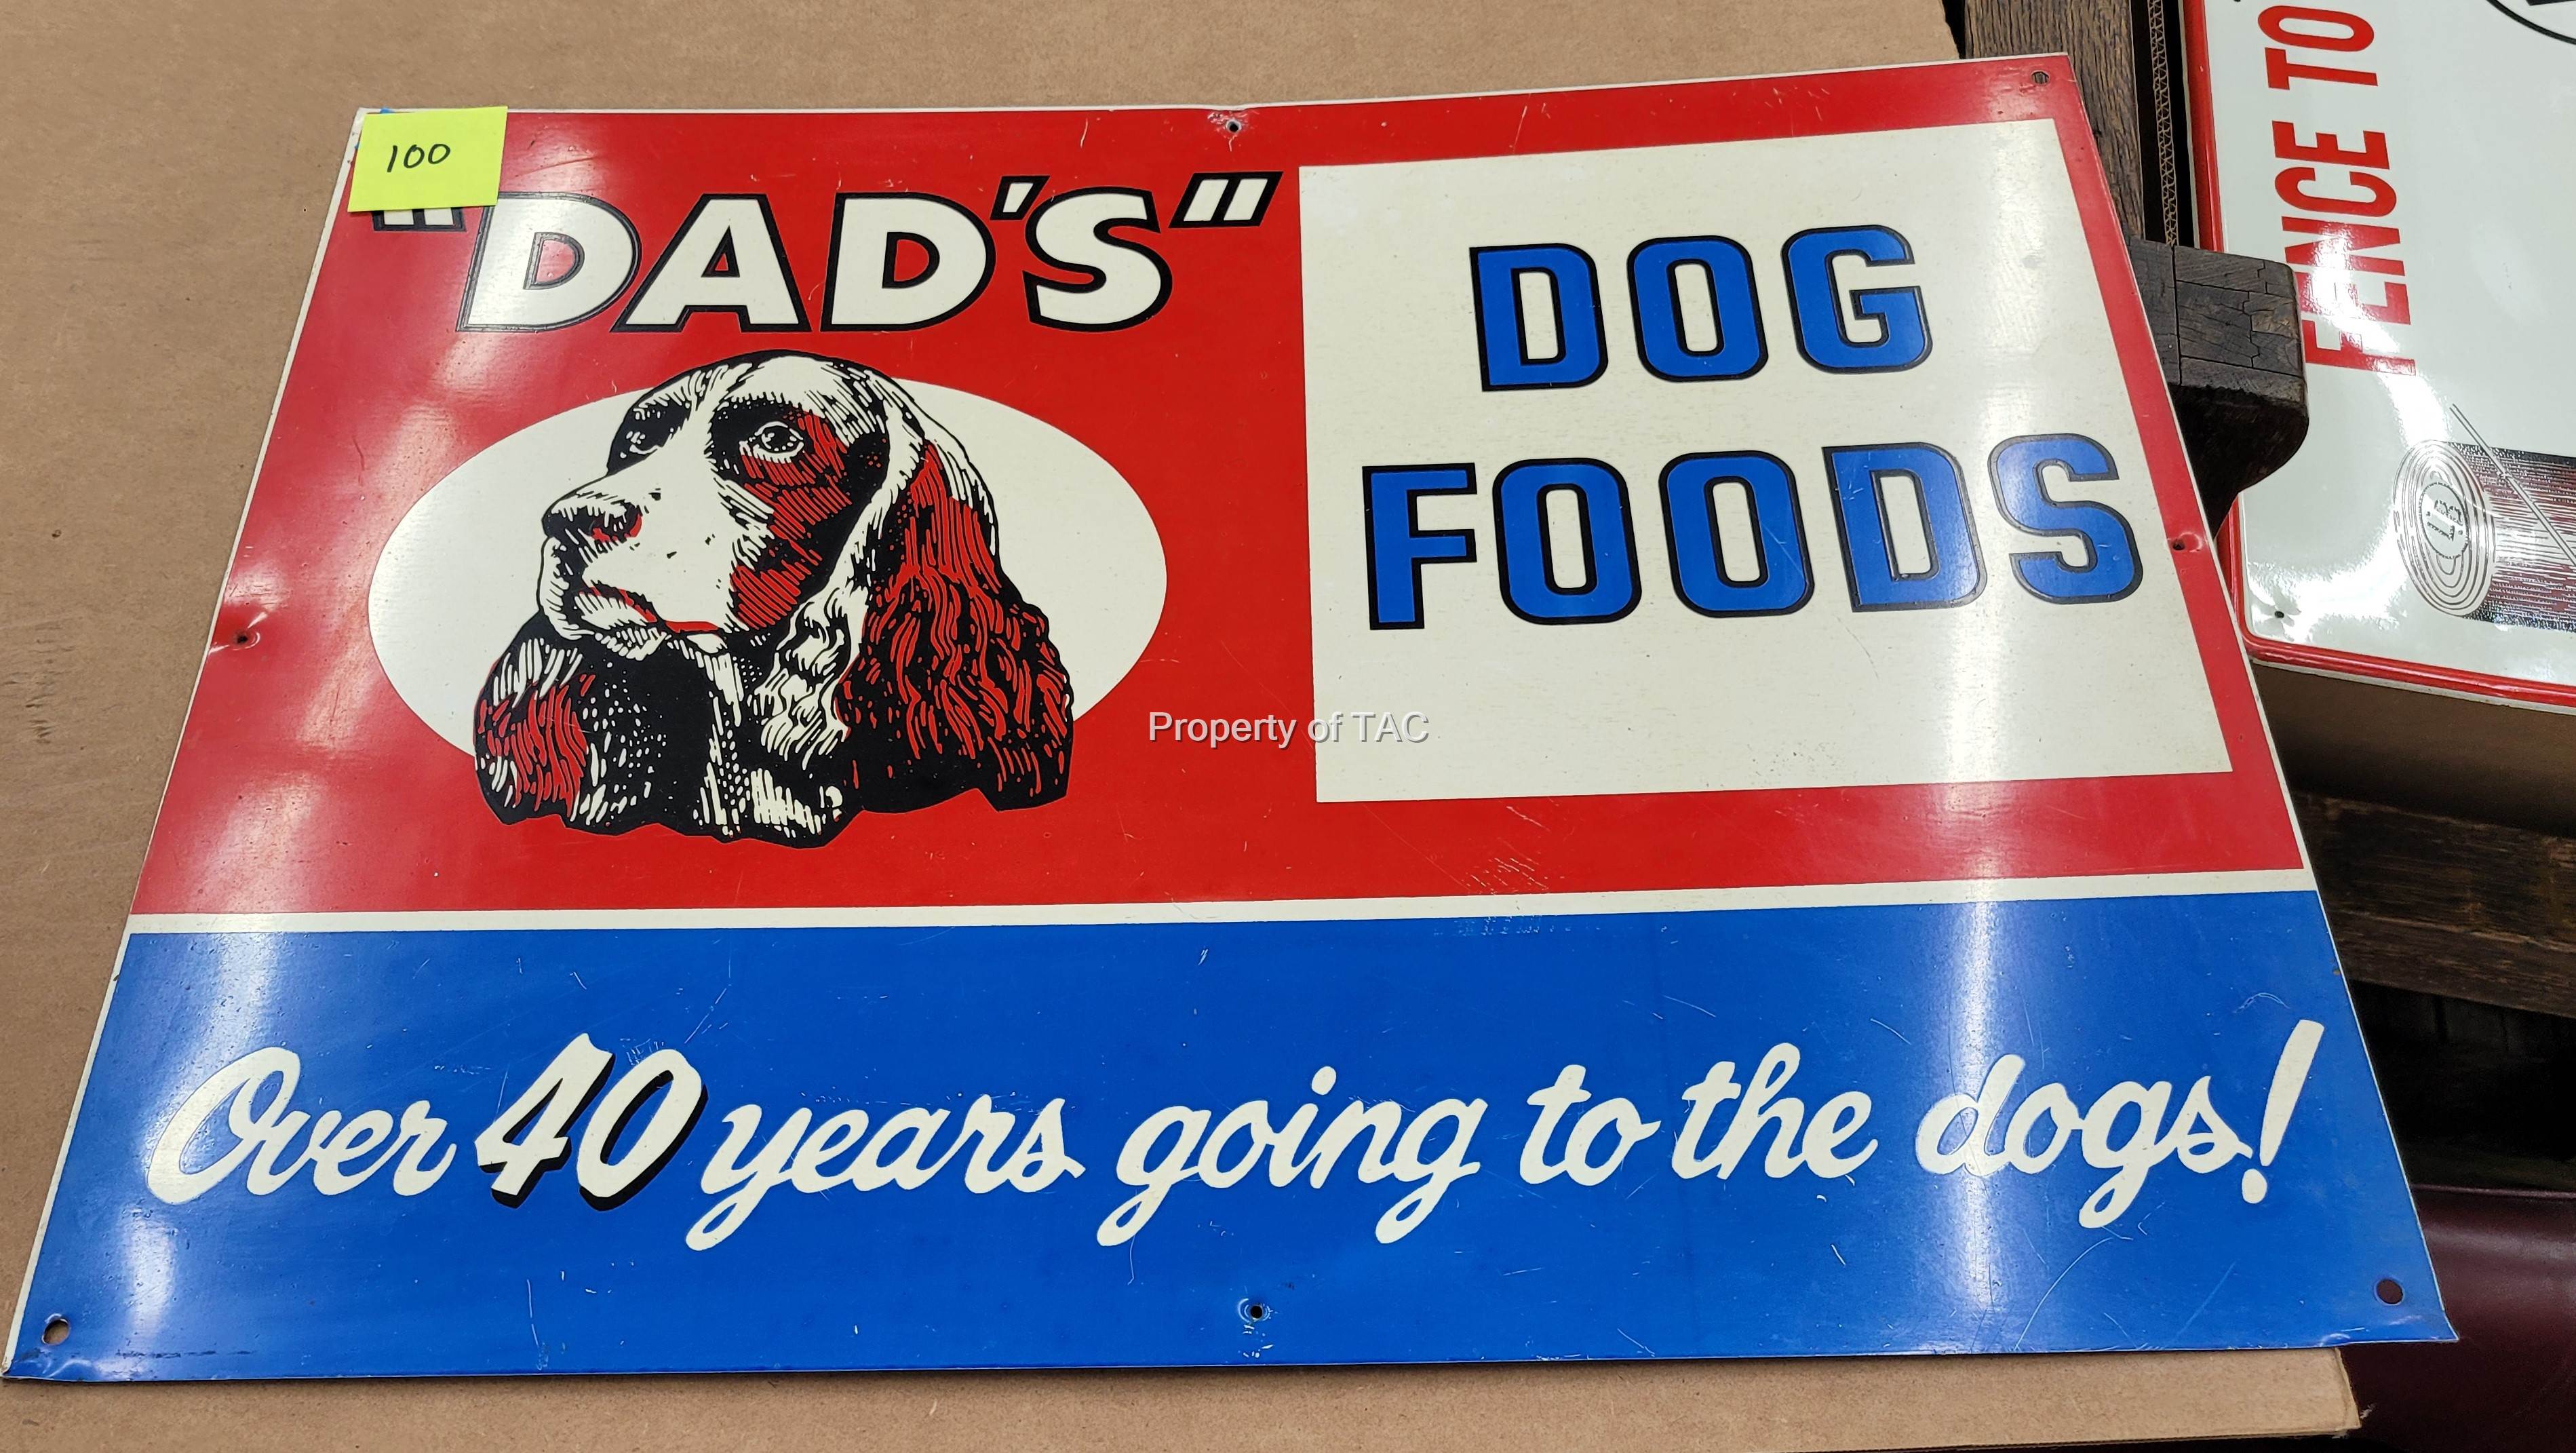 100
"DAD'S"
DOG
FOODS
Property of TAC
Over 40 years going to the dogs!
FENCE TO